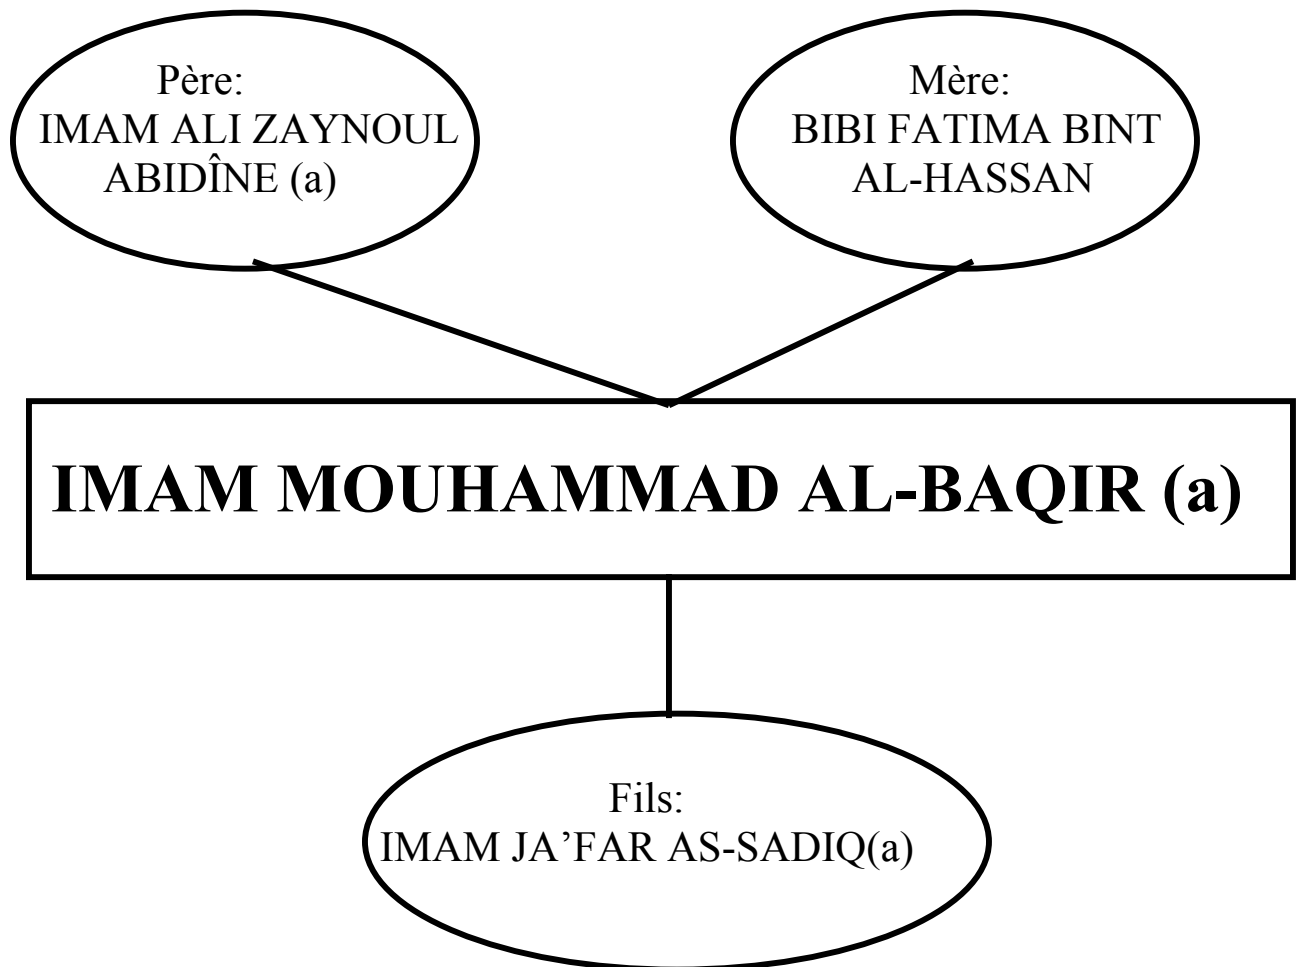 Père:
IMAM ALI ZAYNOUL
ABIDÎNE (a)
Mère:
BIBI FATIMA BINT
AL-HASSAN
IMAM MOUHAMMAD AL-BAQIR (a)
Fils:
IMAM JA’FAR AS-SADIQ(a)